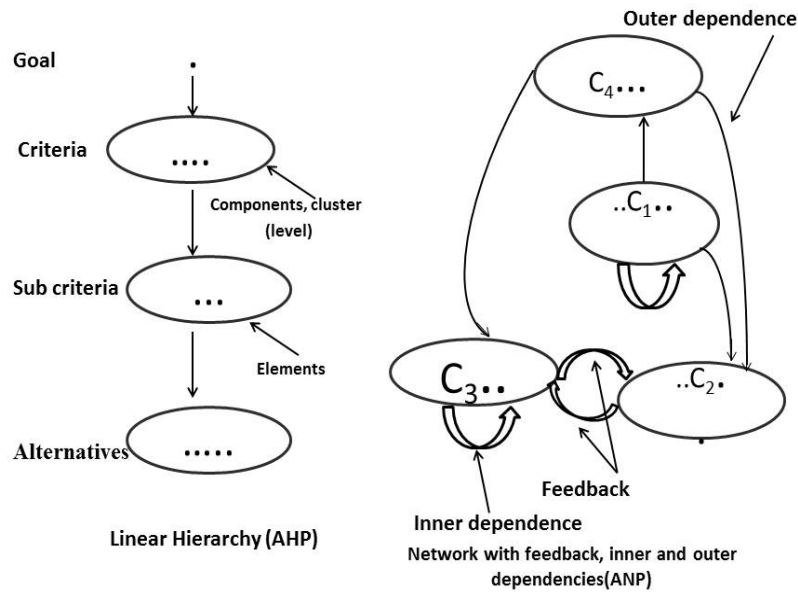 Goal
Criteria
....
Components, cluster
(level)
Sub criteria
...
Elements
Alternatives
.....
Linear Hierarchy (AHP)
Outer dependence
C4...
..C1..
C3..
..C2.
Feedback
Inner dependence
Network with feedback, inner and outer
dependencies(ANP)